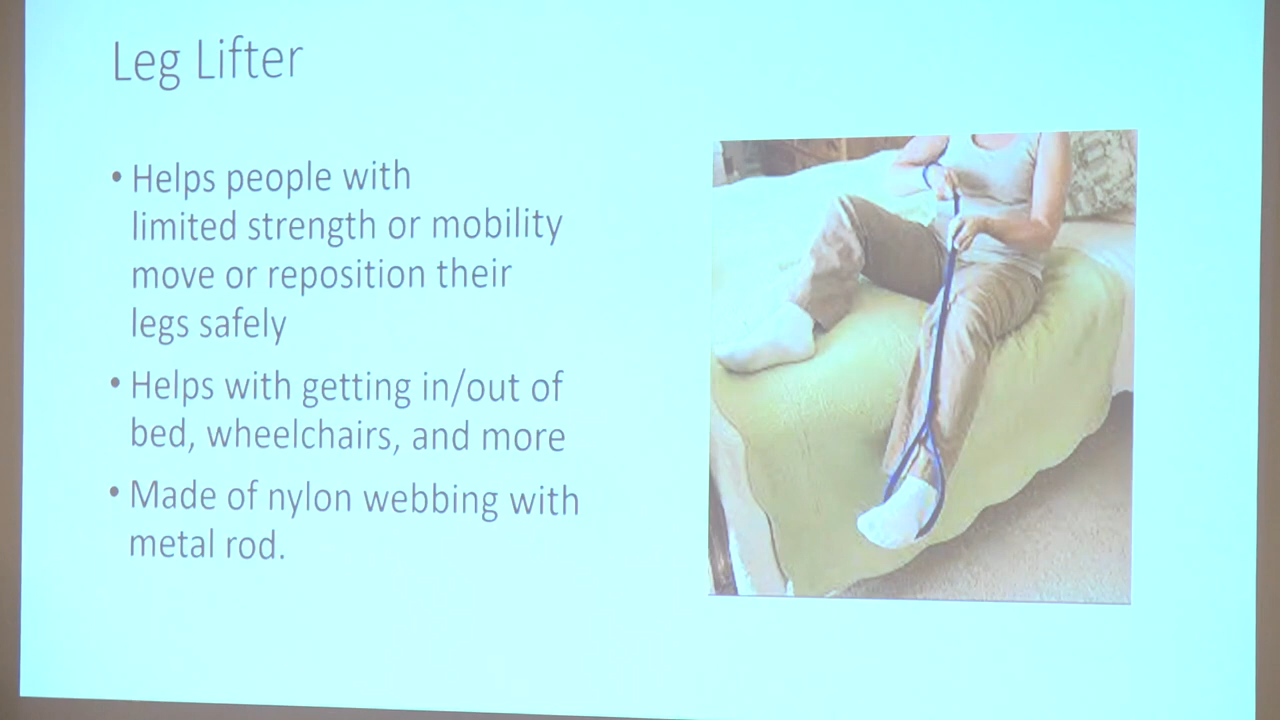 Leg Lifter
• Helps people with
limited strength or mobility
move or reposition their
legs safely
• Helps with getting in/out of
bed, wheelchairs, and more
• Made of nylon webbing with
metal rod.